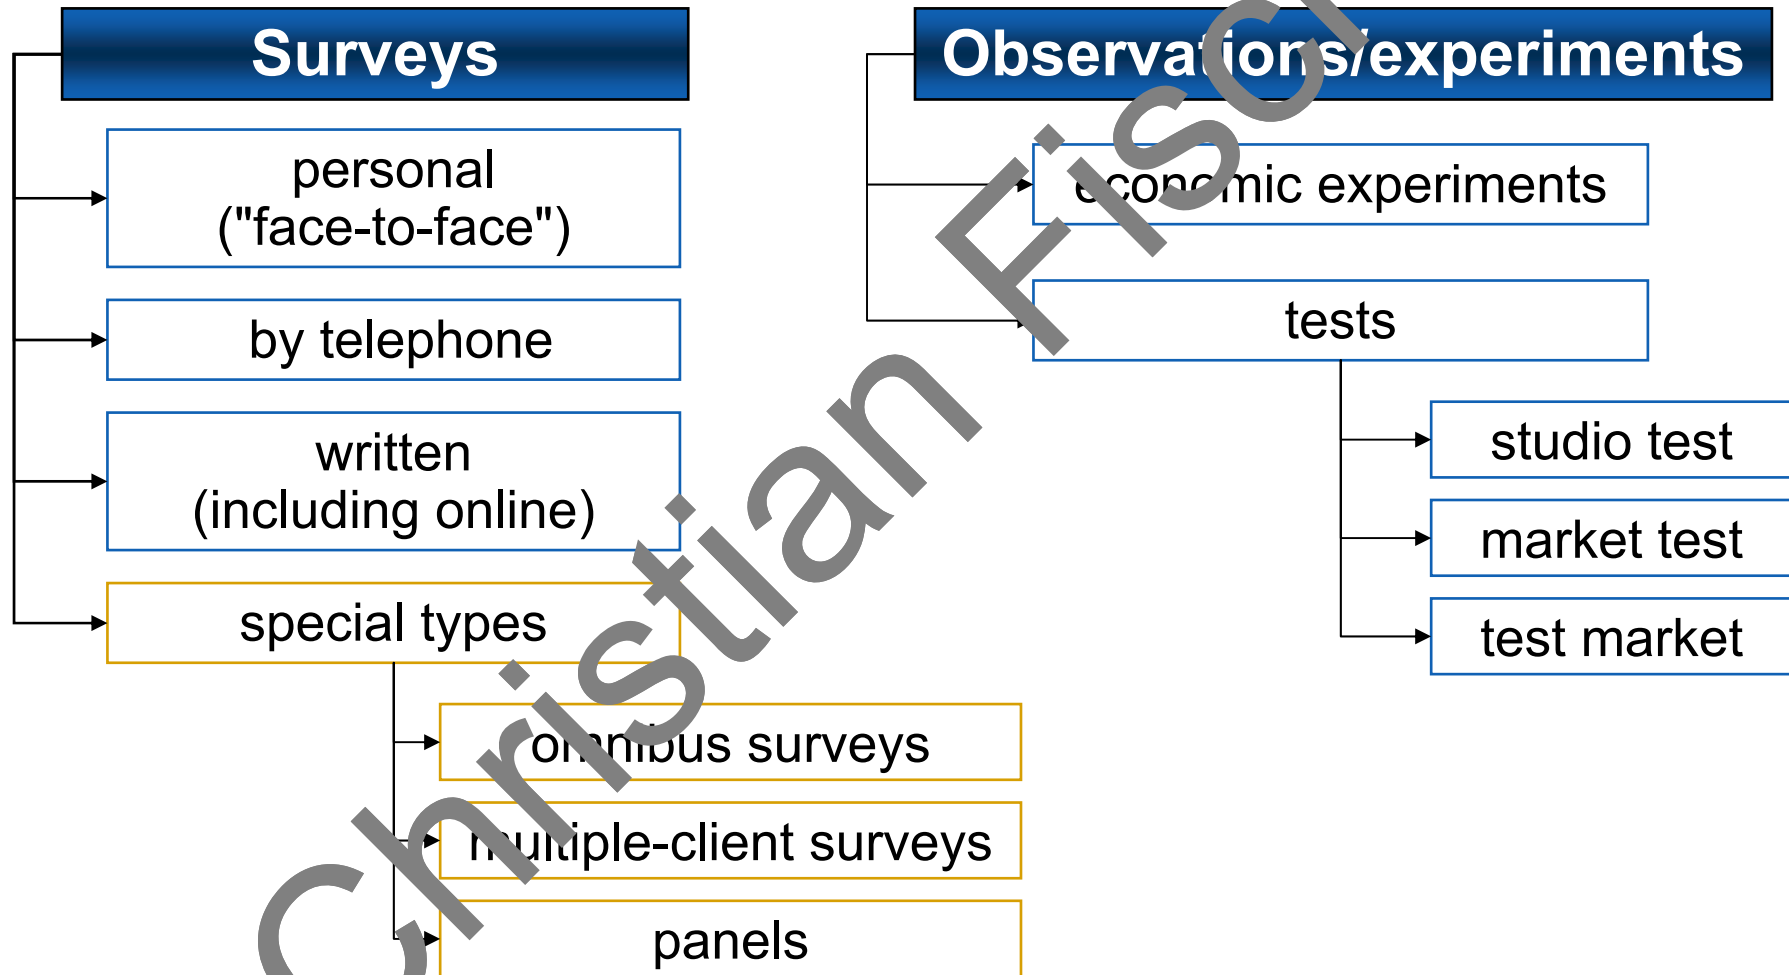 Surveys
personal
("face-to-face")
by telephone
written
(including online)
special types
omnibus surveys
multiple-client surveys
panels
Observations/experiments
economic experiments
tests
studio test
market test
test market
Christian